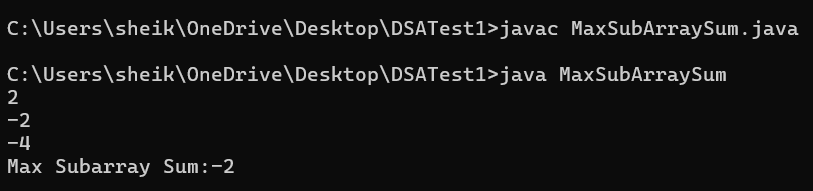 C:\Users\sheik\OneDrive\Desktop\DSATest1>javac MaxSubArraySum.java
C:\Users\sheik\OneDrive\Desktop\DSATest1>java MaxSubArraySum
2
-2
-4
Max Subarray Sum:-2